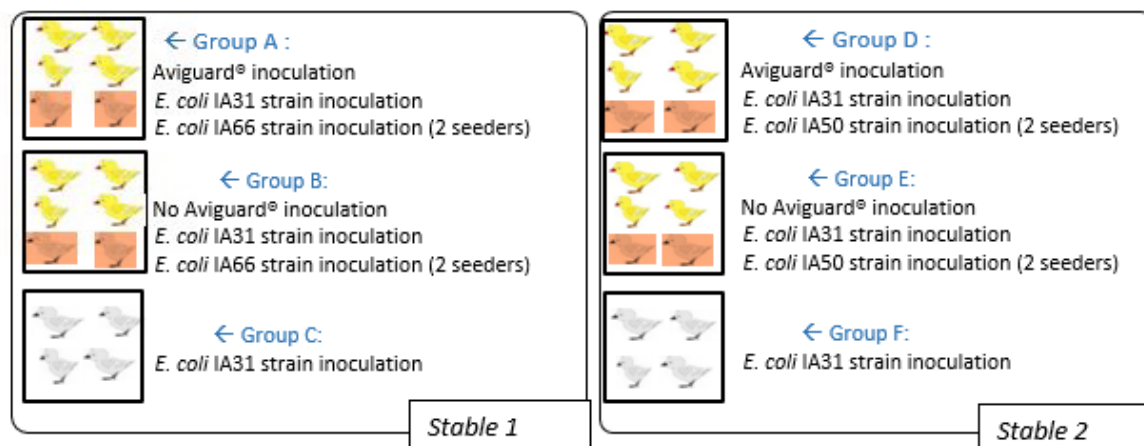 ← Group A :
Aviguard® inoculation
E. coli IA31 strain inoculation
E. coli IA66 strain inoculation (2 seeders)
← Group B:
No Aviguard® inoculation
E. coli IA31 strain inoculation
E. coli IA66 strain inoculation (2 seeders)
← Group C:
E. coli IA31 strain inoculation
Stable 1
← Group D :
Aviguard® inoculation
E. coli IA31 strain inoculation
E. coli IA50 strain inoculation (2 seeders)
← Group E:
No Aviguard® inoculation
E. coli IA31 strain inoculation
E. coli IA50 strain inoculation (2 seeders)
← Group F:
E. coli IA31 strain inoculation
Stable 2